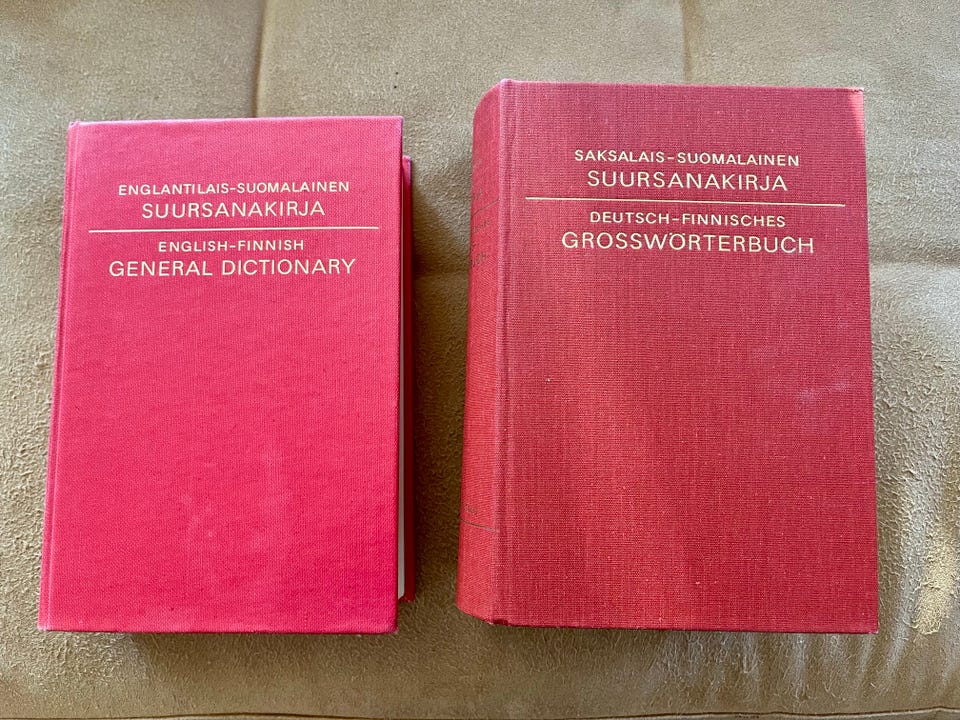 ENGLANTILAIS-SUOMALAINEN
SUURSANAKIRJA
ENGLISH-FINNISH
GENERAL DICTIONARY
SAKSALAIS-SUOMALAINEN
SUURSANAKIRJA
DEUTSCH-FINNISCHES
GROSSWÖRTERBUCH